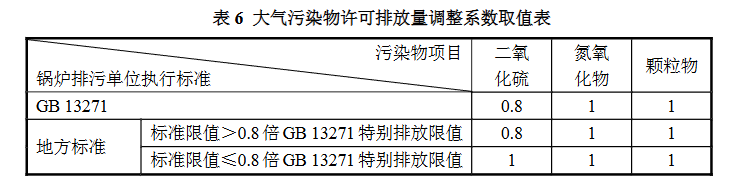 表 6 大气污染物许可排放量调整系数取值表
污染物项目
锅炉排污单位执行标准
二氧
化硫
氮氧
化物
颗粒物
GB 13271 0.8 1 1
地方标准
标准限值＞0.8 倍 GB 13271 特别排放限值 0.8 1 1
标准限值≤0.8 倍 GB 13271 特别排放限值 1 1 1